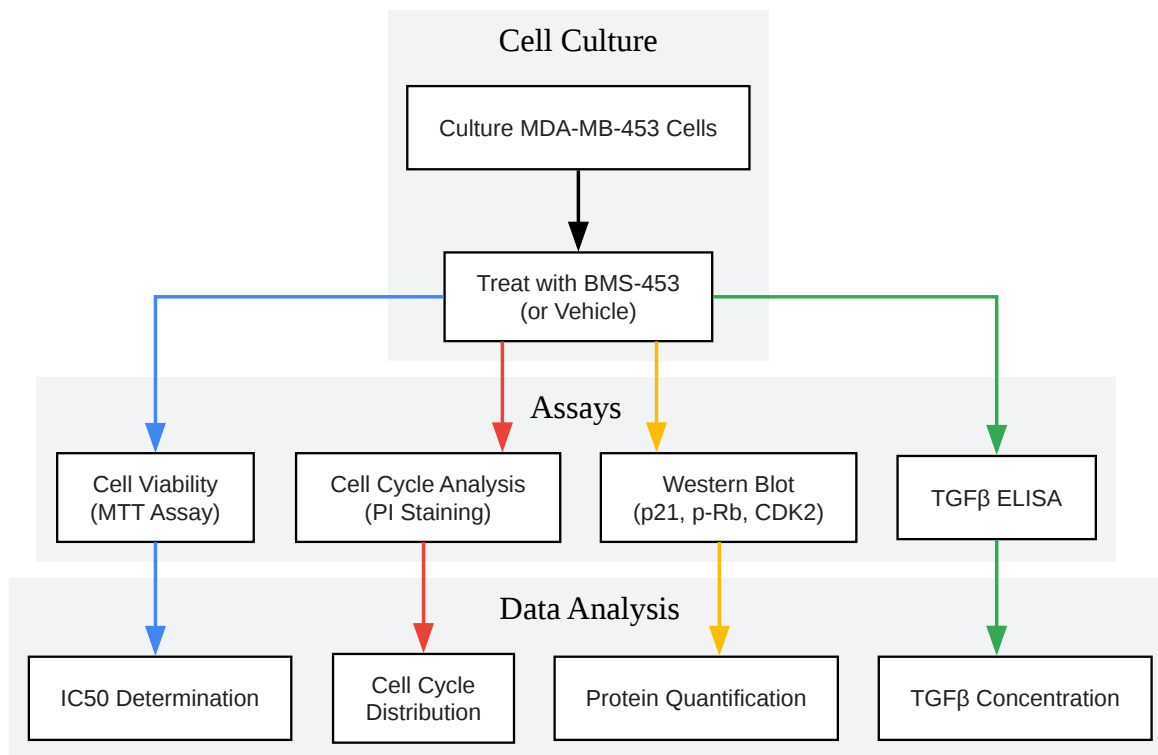 Cell Culture
Culture MDA-MB-453 Cells
Treat with BMS-453
(or Vehicle)
Assays
Cell Viability
(MTT Assay)
Cell Cycle Analysis
(PI Staining)
Western Blot
(p21, p-Rb, CDK2)
TGFβ ELISA
Data Analysis
IC50 Determination
Cell Cycle
Distribution
Protein Quantification
TGFβ Concentration